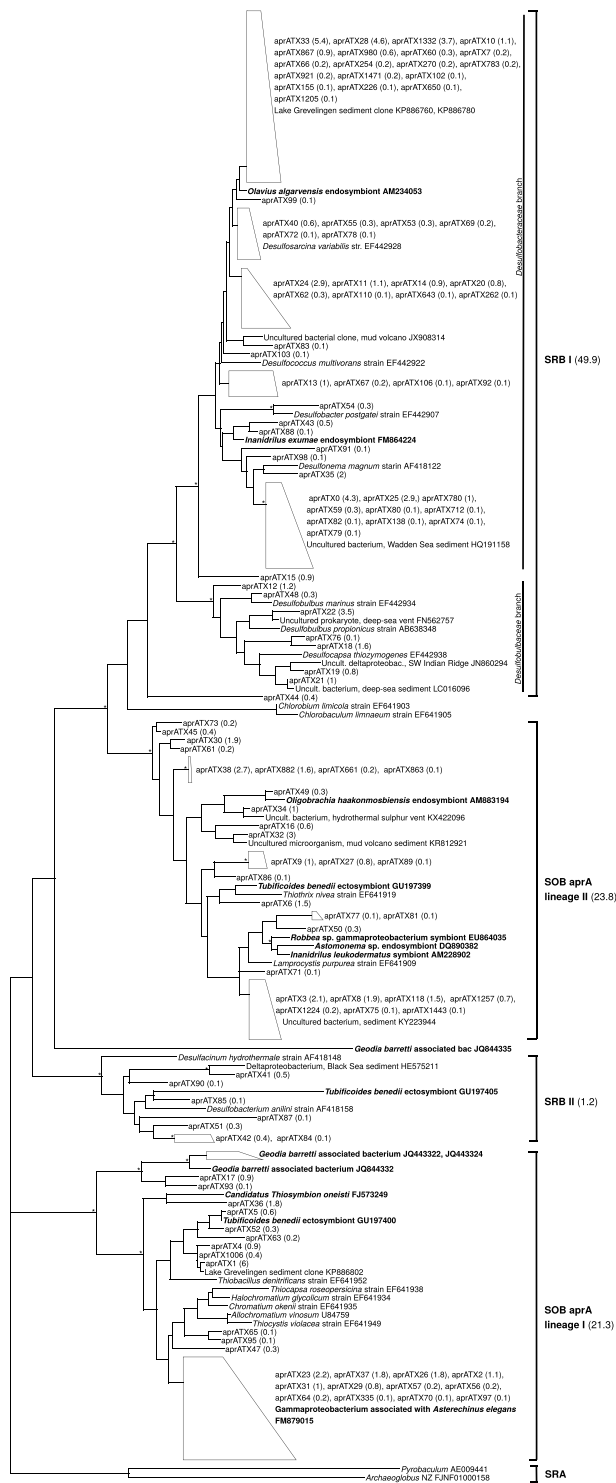 aprATX33 (5.4), aprATX28 (4.6), aprATX1332 (3.7), aprATX10 (1.1),
aprATX867 (0.9), aprATX980 (0.6), aprATX60 (0.3), aprATX7 (0.2),
aprATX66 (0.2), aprATX254 (0.2), aprATX270 (0.2), aprATX783 (0.2),
aprATX921 (0.2), aprATX1471 (0.2), aprATX102 (0.1),
aprATX155 (0.1), aprATX226 (0.1), aprATX650 (0.1),
aprATX1205 (0.1)
Lake Grevelingen sediment clone KP886760, KP886780
Olavius algarvensis endosymbiont AM234053
aprATX99 (0.1)
aprATX40 (0.6), aprATX55 (0.3), aprATX53 (0.3), aprATX69 (0.2),
aprATX72 (0.1), aprATX78 (0.1)
Desulfosarcina variabilis str. EF442928
aprATX24 (2.9), aprATX11 (1.1), aprATX14 (0.9), aprATX20 (0.8),
aprATX62 (0.3), aprATX110 (0.1), aprATX643 (0.1), aprATX262 (0.1)
Uncultured bacterial clone, mud volcano JX908314
aprATX83 (0.1)
aprATX103 (0.1)
Desulfococcus multivorans strain EF442922
aprATX13 (1), aprATX67 (0.2), aprATX106 (0.1), aprATX92 (0.1)
aprATX54 (0.3)
Desulfobacter postgatei strain EF442907
aprATX43 (0.5)
aprATX88 (0.1)
Inanidrilus exumae endosymbiont FM864224
aprATX91 (0.1)
aprATX98 (0.1)
Desulfonema magnum starin AF418122
aprATX35 (2)
aprATX0 (4.3), aprATX25 (2.9,) aprATX780 (1),
aprATX59 (0.3), aprATX80 (0.1), aprATX712 (0.1),
aprATX82 (0.1), aprATX138 (0.1), aprATX74 (0.1),
aprATX79 (0.1)
Uncultured bacterium, Wadden Sea sediment HQ191158
Desulfobacteraceae branch
SRB I (49.9)
aprATX15 (0.9)
aprATX12 (1.2)
aprATX48 (0.3)
Desulfobulbus marinus strain EF442934
aprATX22 (3.5)
Uncultured prokaryote, deep-sea vent FN562757
Desulfobulbus propionicus strain AB638348
aprATX76 (0.1)
aprATX18 (1.6)
Desulfocapsa thiozymogenes EF442938
Uncult. deltaproteobac., SW Indian Ridge JN860294
aprATX19 (0.8)
aprATX21 (1)
Uncult. bacterium, deep-sea sediment LC016096
Desulfobulbaceae branch
aprATX44 (0.4)
Chlorobium limicola strain EF641903
Chlorobaculum limnaeum strain EF641905
aprATX73 (0.2)
aprATX45 (0.4)
aprATX30 (1.9)
aprATX61 (0.2)
aprATX38 (2.7), aprATX882 (1.6), aprATX661 (0.2), aprATX863 (0.1)
aprATX49 (0.3)
Oligobrachia haakonmosbiensis endosymbiont AM883194
aprATX34 (1)
Uncult. bacterium, hydrothermal sulphur vent KX422096
aprATX16 (0.6)
aprATX32 (3)
Uncultured microorganism, mud volcano sediment KR812921
aprATX9 (1), aprATX27 (0.8), aprATX89 (0.1)
aprATX86 (0.1)
Tubificoides benedii ectosymbiont GU197399
Thiothrix nivea strain EF641919
aprATX6 (1.5)
aprATX77 (0.1), aprATX81 (0.1)
aprATX50 (0.3)
Robbea sp. gammaproteobacterium symbiont EU864035
Astomonema sp. endosymbiont DQ890382
Inanidrilus leukodermatus symbiont AM228902
Lamprocystis purpurea strain EF641909
aprATX71 (0.1)
aprATX3 (2.1), aprATX8 (1.9), aprATX118 (1.5), aprATX1257 (0.7),
aprATX1224 (0.2), aprATX75 (0.1), aprATX1443 (0.1)
Uncultured bacterium, sediment KY223944
SOB aprA
lineage II (23.8)
Geodia barretti associated bac JQ844335
Desulfacinum hydrothermale strain AF418148
Deltaproteobacterium, Black Sea sediment HE575211
aprATX41 (0.5)
aprATX90 (0.1)
Tubificoides benedii ectosymbiont GU197405
aprATX85 (0.1)
Desulfobacterium anilini strain AF418158
aprATX87 (0.1)
aprATX51 (0.3)
aprATX42 (0.4), aprATX84 (0.1)
SRB II (1.2)
Geodia barretti associated bacterium JQ443322, JQ443324
Geodia barretti associated bacterium JQ844332
aprATX17 (0.9)
aprATX93 (0.1)
Candidatus Thiosymbion oneisti FJ573249
aprATX36 (1.8)
aprATX5 (0.6)
Tubificoides benedii ectosymbiont GU197400
aprATX52 (0.3)
aprATX63 (0.2)
aprATX4 (0.9)
aprATX1006 (0.4)
aprATX1 (6)
Lake Grevelingen sediment clone KP886802
Thiobacillus denitrificans strain EF641952
Thiocapsa roseopersicina strain EF641938
Halochromatium glycolicum strain EF641934
Chromatium okenii strain EF641935
Allochromatium vinosum U84759
Thiocystis violacea strain EF641949
aprATX65 (0.1)
aprATX95 (0.1)
aprATX47 (0.3)
aprATX23 (2.2), aprATX37 (1.8), aprATX26 (1.8), aprATX2 (1.1),
aprATX31 (1), aprATX29 (0.8), aprATX57 (0.2), aprATX56 (0.2),
aprATX64 (0.2), aprATX335 (0.1), aprATX70 (0.1), aprATX97 (0.1)
Gammaproteobacterium associated with Asterechinus elegans
FM879015
SOB aprA
lineage I (21.3)
Pyrobaculum AE009441
Archaeoglobus NZ FJNF01000158
SRA